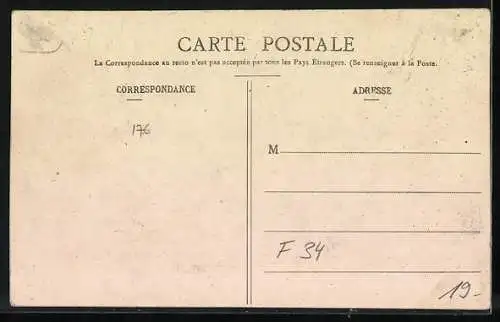 CARTE POSTALE
La Correspondance au recto n'est pas acceptée par tous les Pays Étrangers. (Se renseigner à la Poste.
CORRESPONDANCE
ADRESSE
176
M
F 34
19-